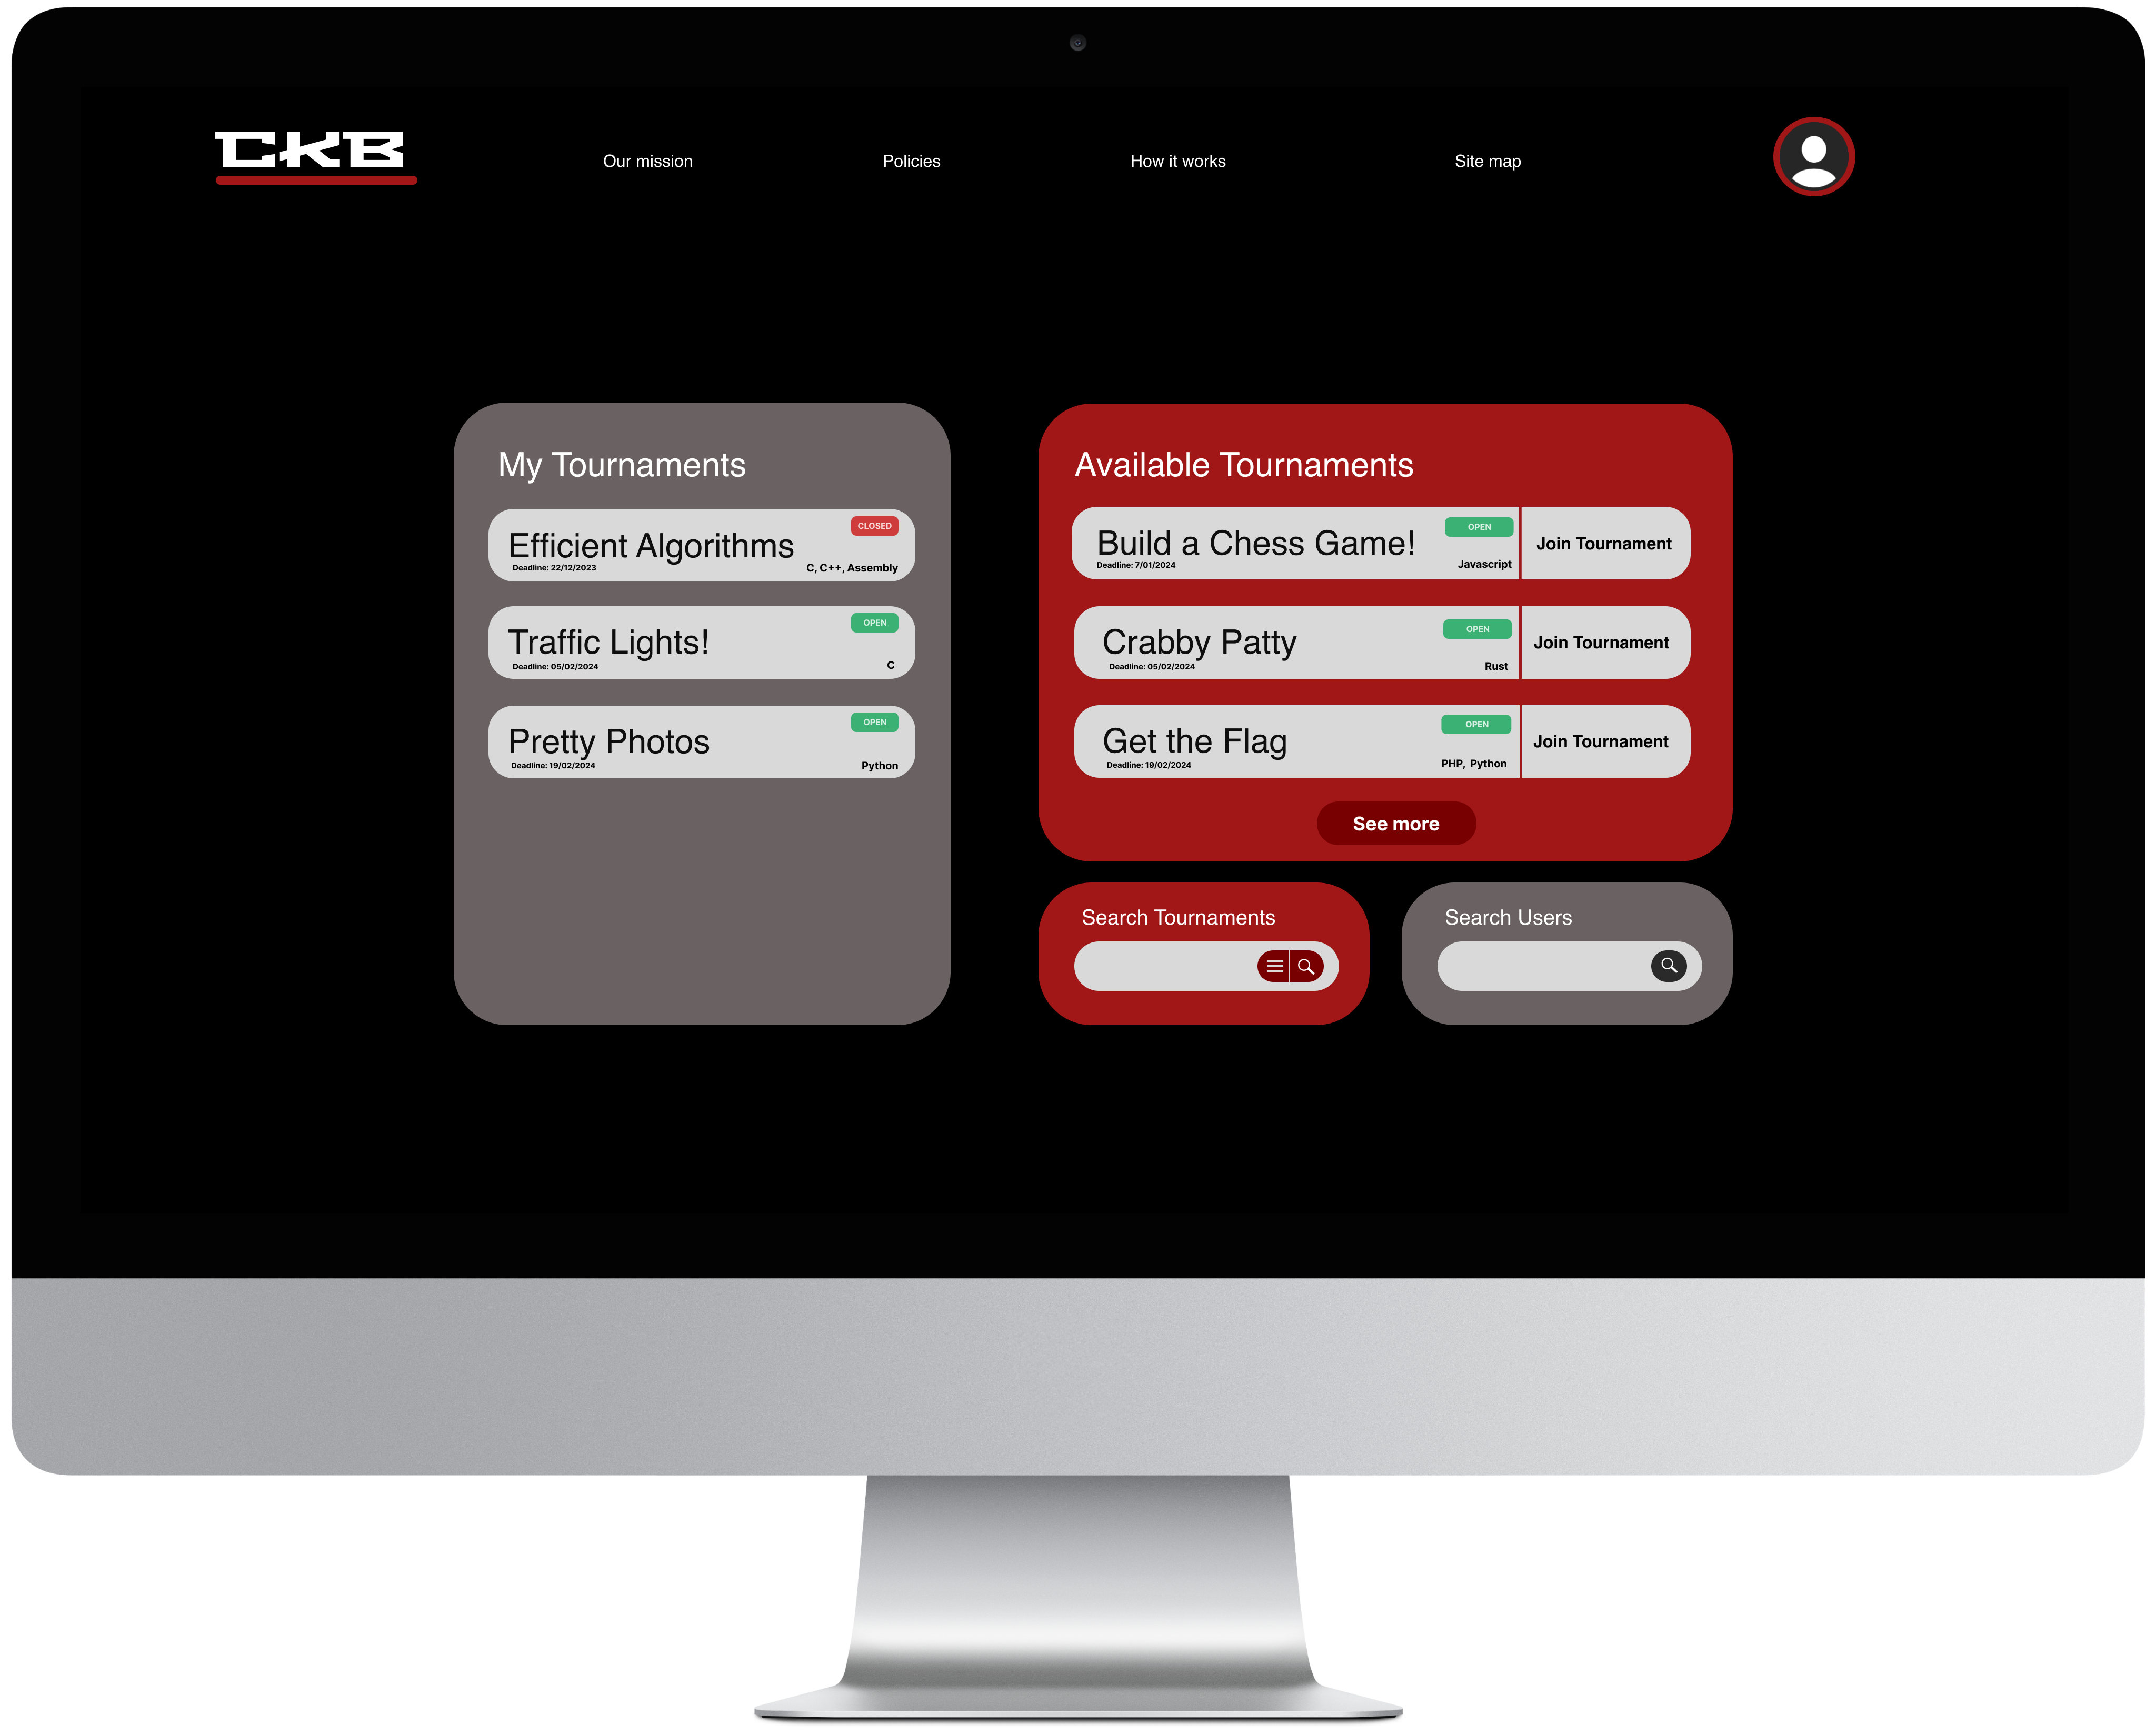 CKB
Our mission
Policies
How it works
Site map
My Tournaments
Efficient Algorithms
CLOSED
Deadline: 22/12/2023
C, C++, Assembly
Traffic Lights!
OPEN
Deadline: 05/02/2024
C
Pretty Photos
OPEN
Deadline: 19/02/2024
Python
Available Tournaments
Build a Chess Game!
OPEN
Deadline: 7/01/2024
Javascript
Join Tournament
Crabby Patty
OPEN
Deadline: 05/02/2024
Rust
Join Tournament
Get the Flag
OPEN
Deadline: 19/02/2024
PHP, Python
Join Tournament
See more
Search Tournaments
Search Users